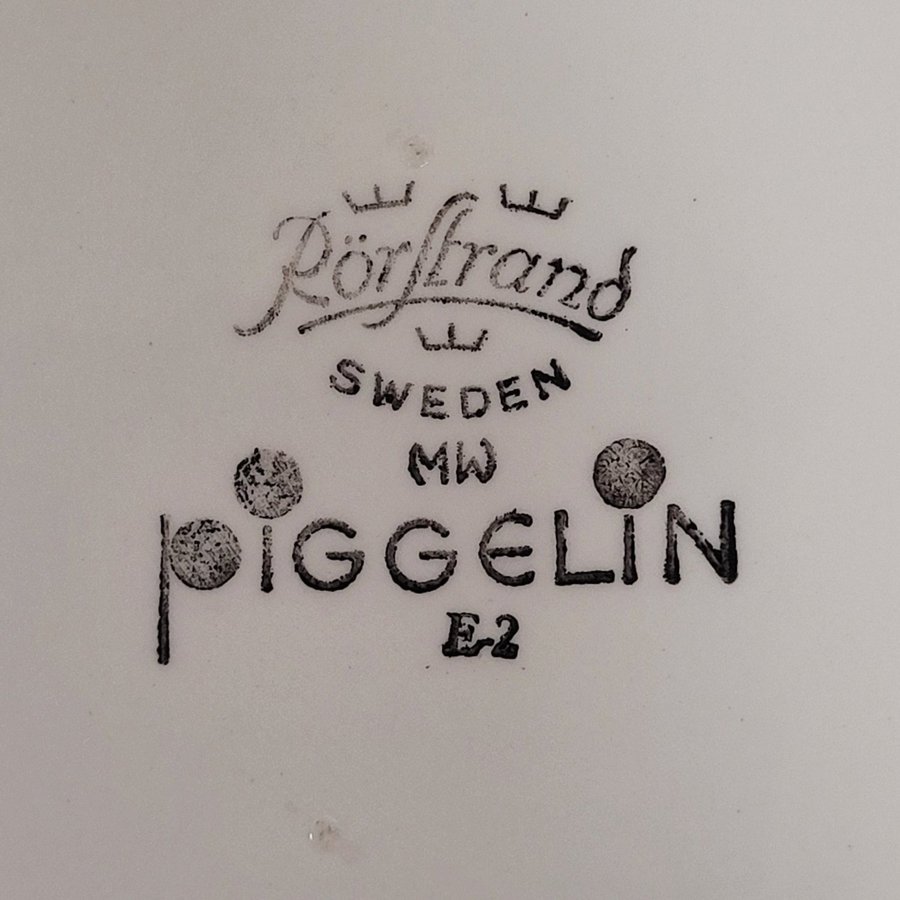 Rörstrand
SWEDEN
MW
PIGGELIN
E-2